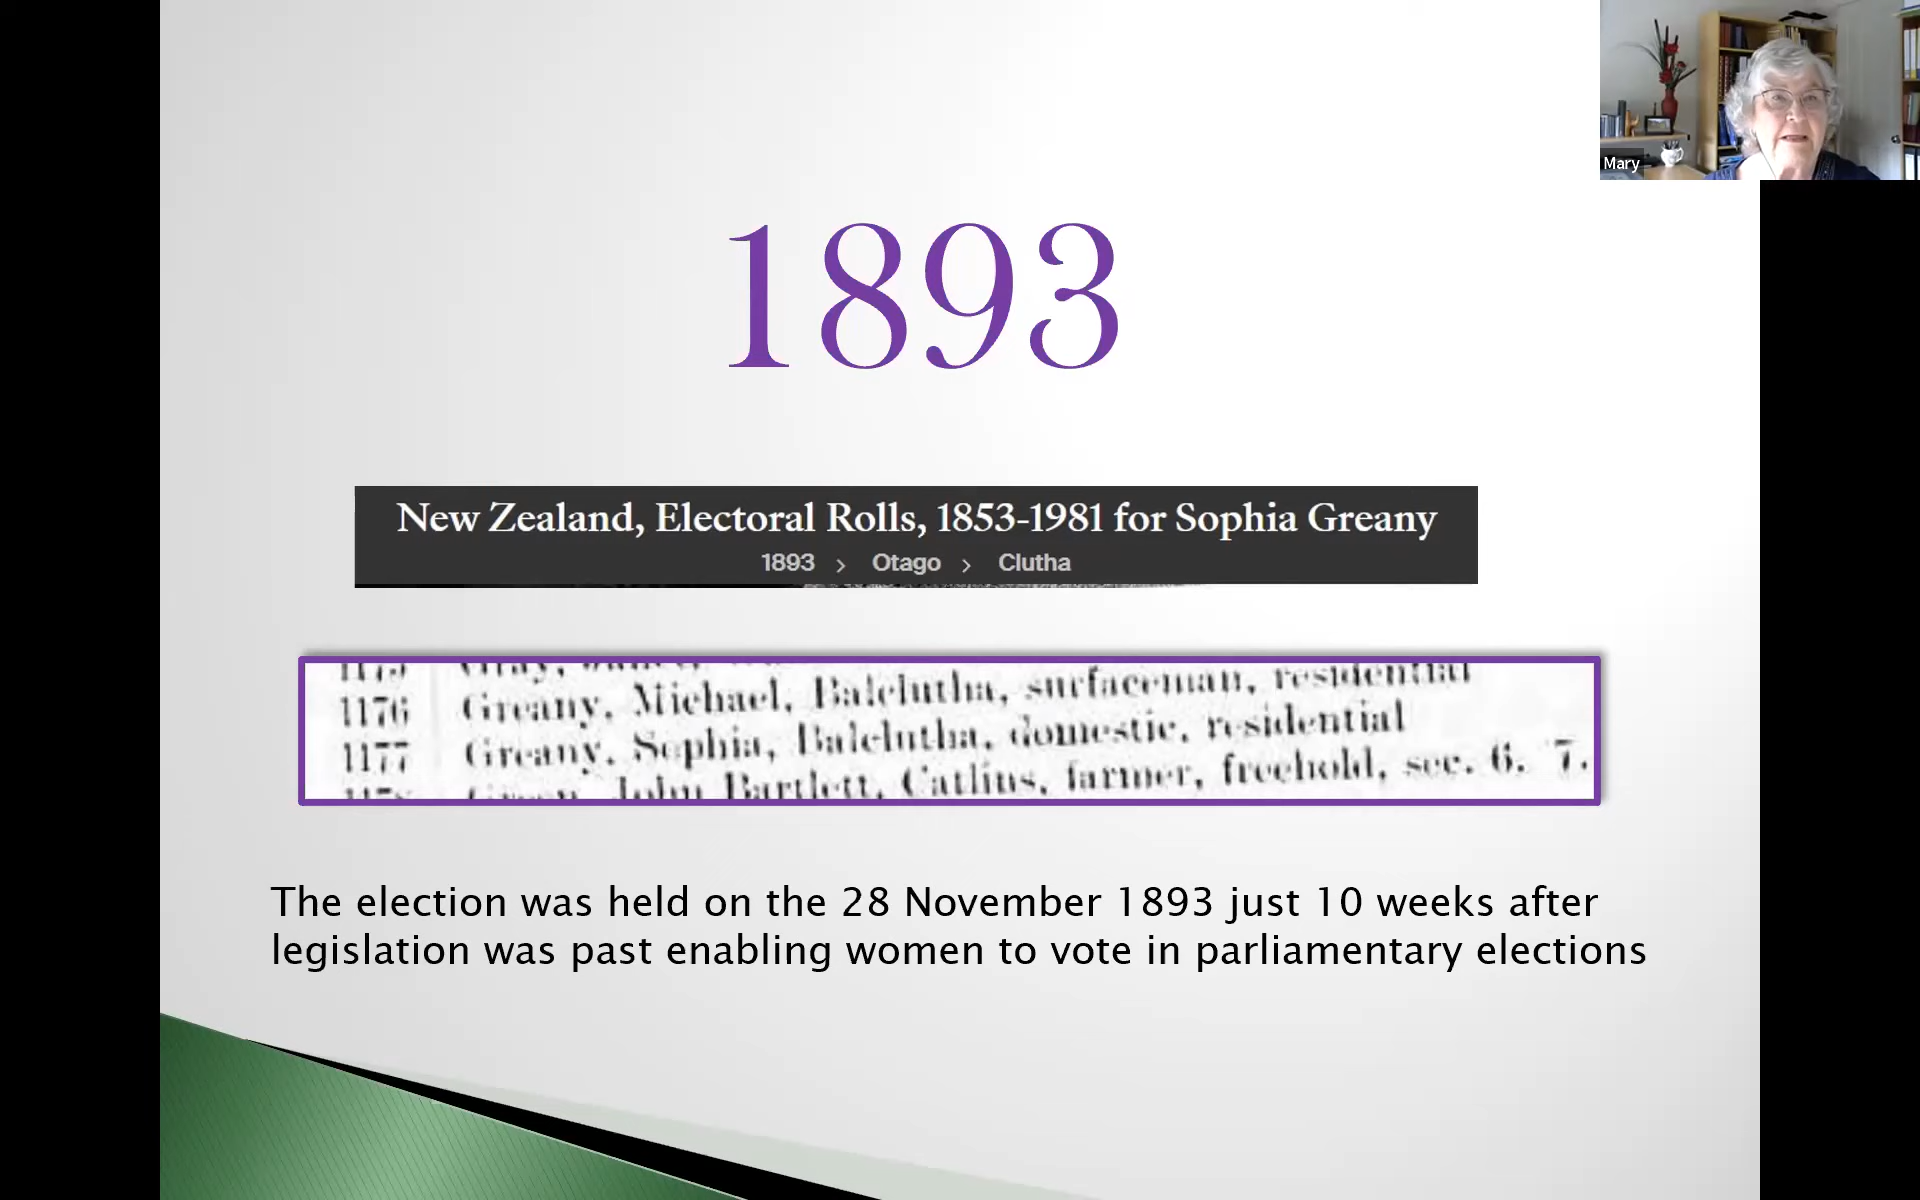 Mary
1893
New Zealand, Electoral Rolls, 1853-1981 for Sophia Greany
1893 > Otago > Clutha
1176 Greany, Michael, Balclutha, surfaceman, residential
1177 Greany, Sophia, Balclutha, domestic, residential
John Bartlett, Catlins, farmer, freehold, sec. 6, 7,
The election was held on the 28 November 1893 just 10 weeks after
legislation was past enabling women to vote in parliamentary elections